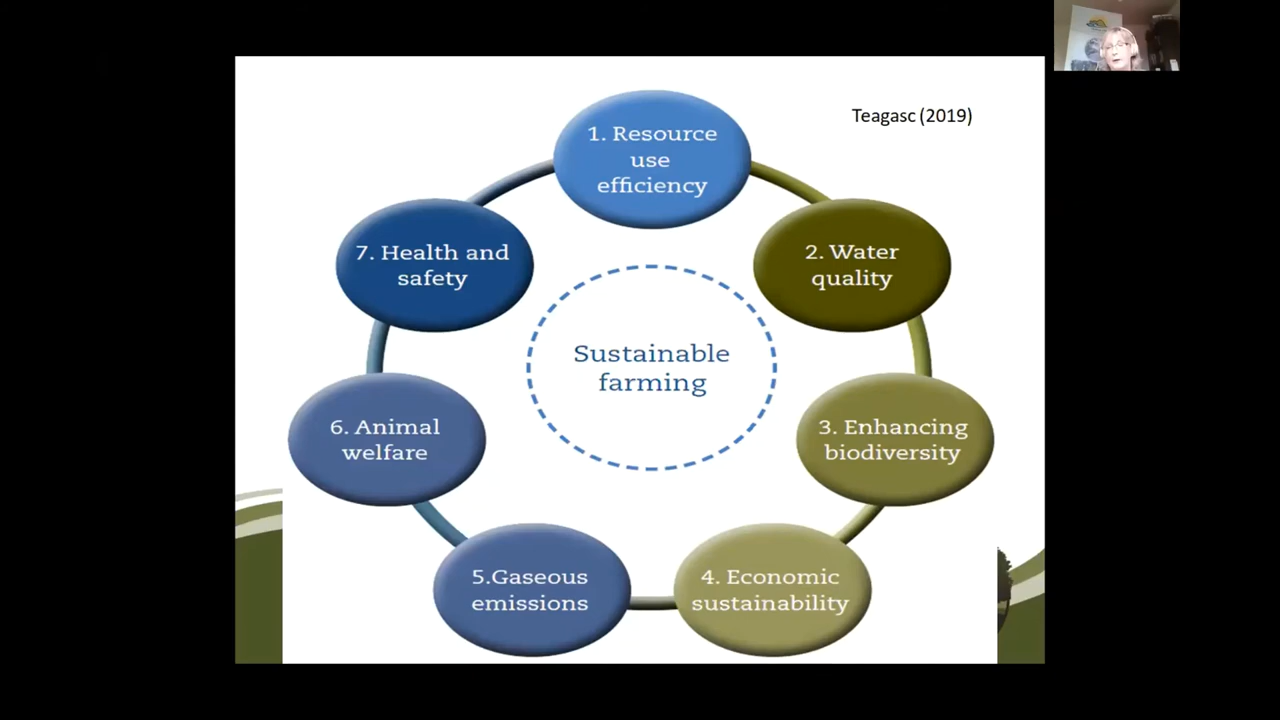 Teagasc (2019)
1. Resource
use
efficiency
2. Water
quality
3. Enhancing
biodiversity
4. Economic
sustainability
5.Gaseous
emissions
6. Animal
welfare
7. Health and
safety
Sustainable
farming